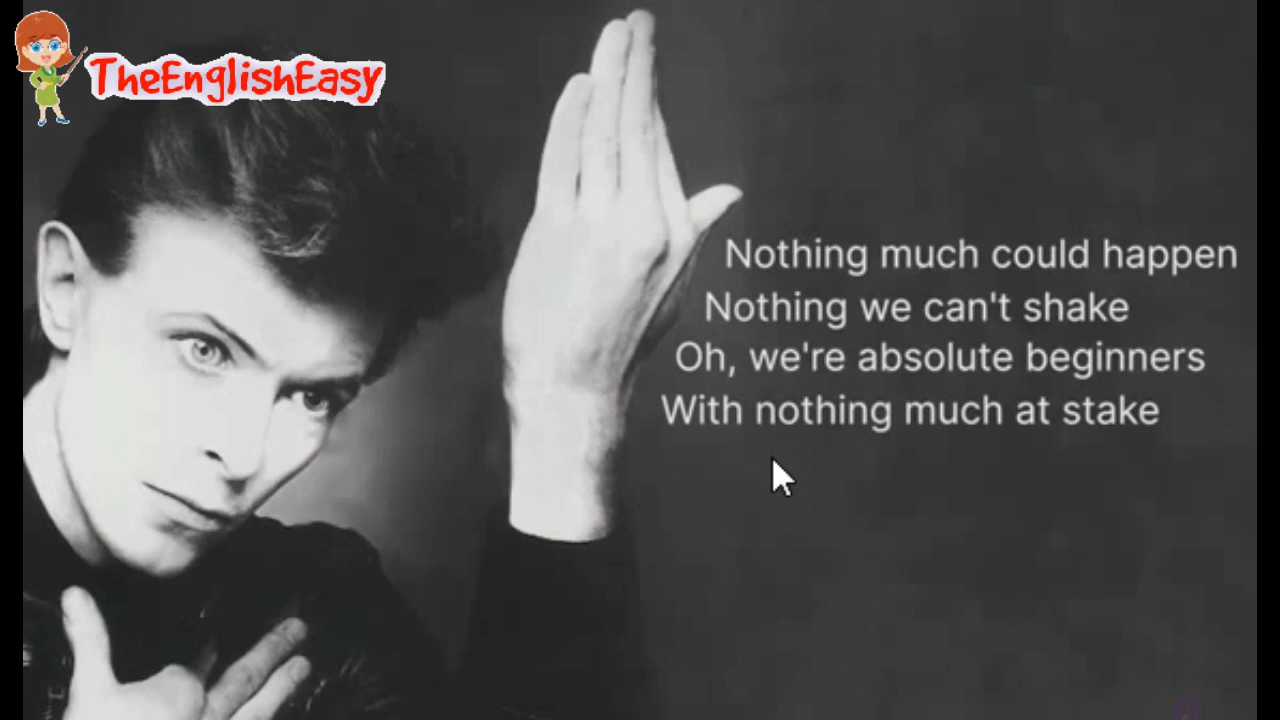 TheEnglishEasy
Nothing much could happen
Nothing we can't shake
Oh, we're absolute beginners
With nothing much at stake